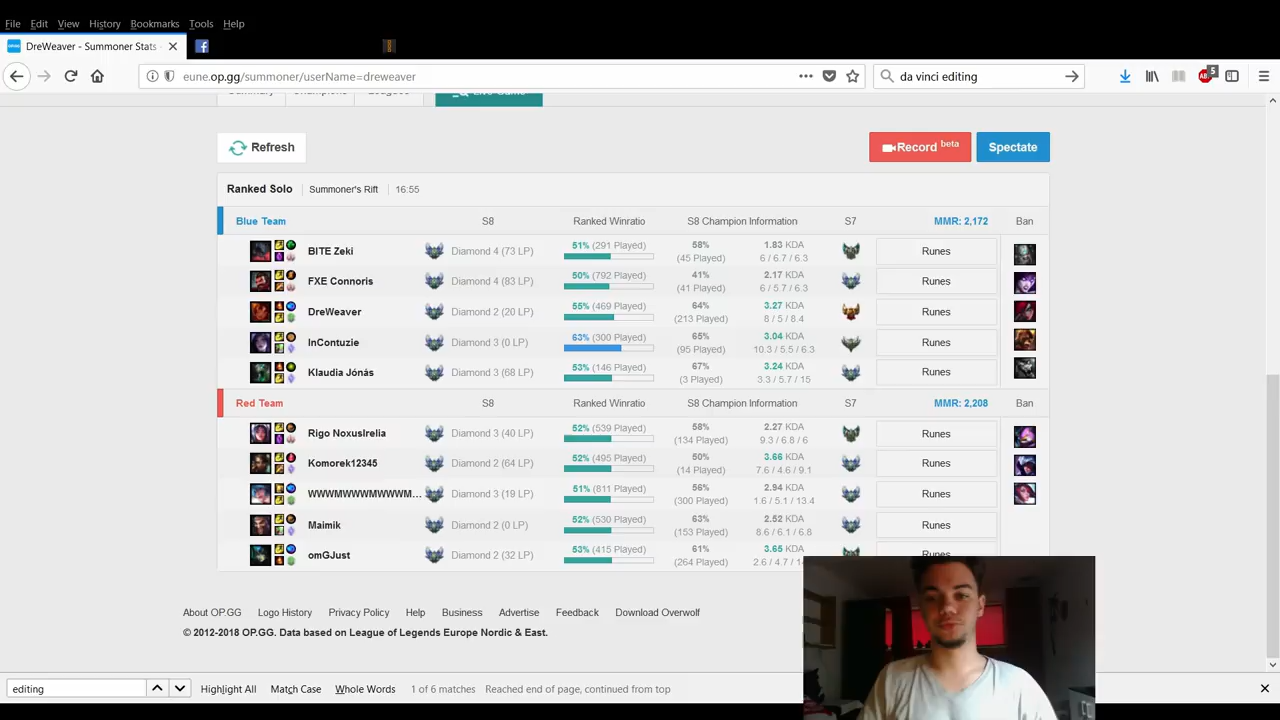 File Edit View History Bookmarks Tools Help
DreWeaver - Summoner Stats
eune.op.gg/summoner/userName=dreweaver
da vinci editing
5
Refresh
Record beta
Spectate
Ranked Solo Summoner's Rift 16:55
Blue Team S8 Ranked Winratio S8 Champion Information S7 MMR: 2,172 Ban
BITE Zeki Diamond 4 (73 LP) 51% (291 Played) 58% (45 Played) 1.83 KDA 6 / 6.7 / 6.3 Runes
FXE Connoris Diamond 4 (83 LP) 50% (792 Played) 41% (41 Played) 2.17 KDA 6 / 5.7 / 6.3 Runes
DreWeaver Diamond 2 (20 LP) 55% (469 Played) 64% (213 Played) 3.27 KDA 8 / 5 / 8.4 Runes
InContuzie Diamond 3 (0 LP) 63% (300 Played) 65% (95 Played) 3.04 KDA 10.3 / 5.5 / 6.3 Runes
Klaudia Jónás Diamond 3 (68 LP) 53% (146 Played) 67% (3 Played) 3.24 KDA 3.3 / 5.7 / 15 Runes
Red Team S8 Ranked Winratio S8 Champion Information S7 MMR: 2,208 Ban
Rigo NoxusIrelia Diamond 3 (40 LP) 52% (539 Played) 58% (134 Played) 2.27 KDA 9.3 / 6.8 / 6 Runes
Komorek12345 Diamond 2 (64 LP) 52% (495 Played) 50% (14 Played) 3.66 KDA 7.6 / 4.6 / 9.1 Runes
WWMWWMWWWM... Diamond 3 (19 LP) 51% (811 Played) 56% (300 Played) 2.94 KDA 1.6 / 5.1 / 13.4 Runes
Maimik Diamond 2 (0 LP) 52% (530 Played) 63% (153 Played) 2.52 KDA 8.6 / 6.1 / 6.8 Runes
omGJust Diamond 2 (32 LP) 53% (415 Played) 61% (264 Played) 3.65 KDA 2.6 / 4.7 / Runes
About OP.GG Logo History Privacy Policy Help Business Advertise Feedback Download Overwolf
© 2012-2018 OP.GG. Data based on League of Legends Europe Nordic & East.
editing Highlight All Match Case Whole Words 1 of 6 matches Reached end of page, continued from top